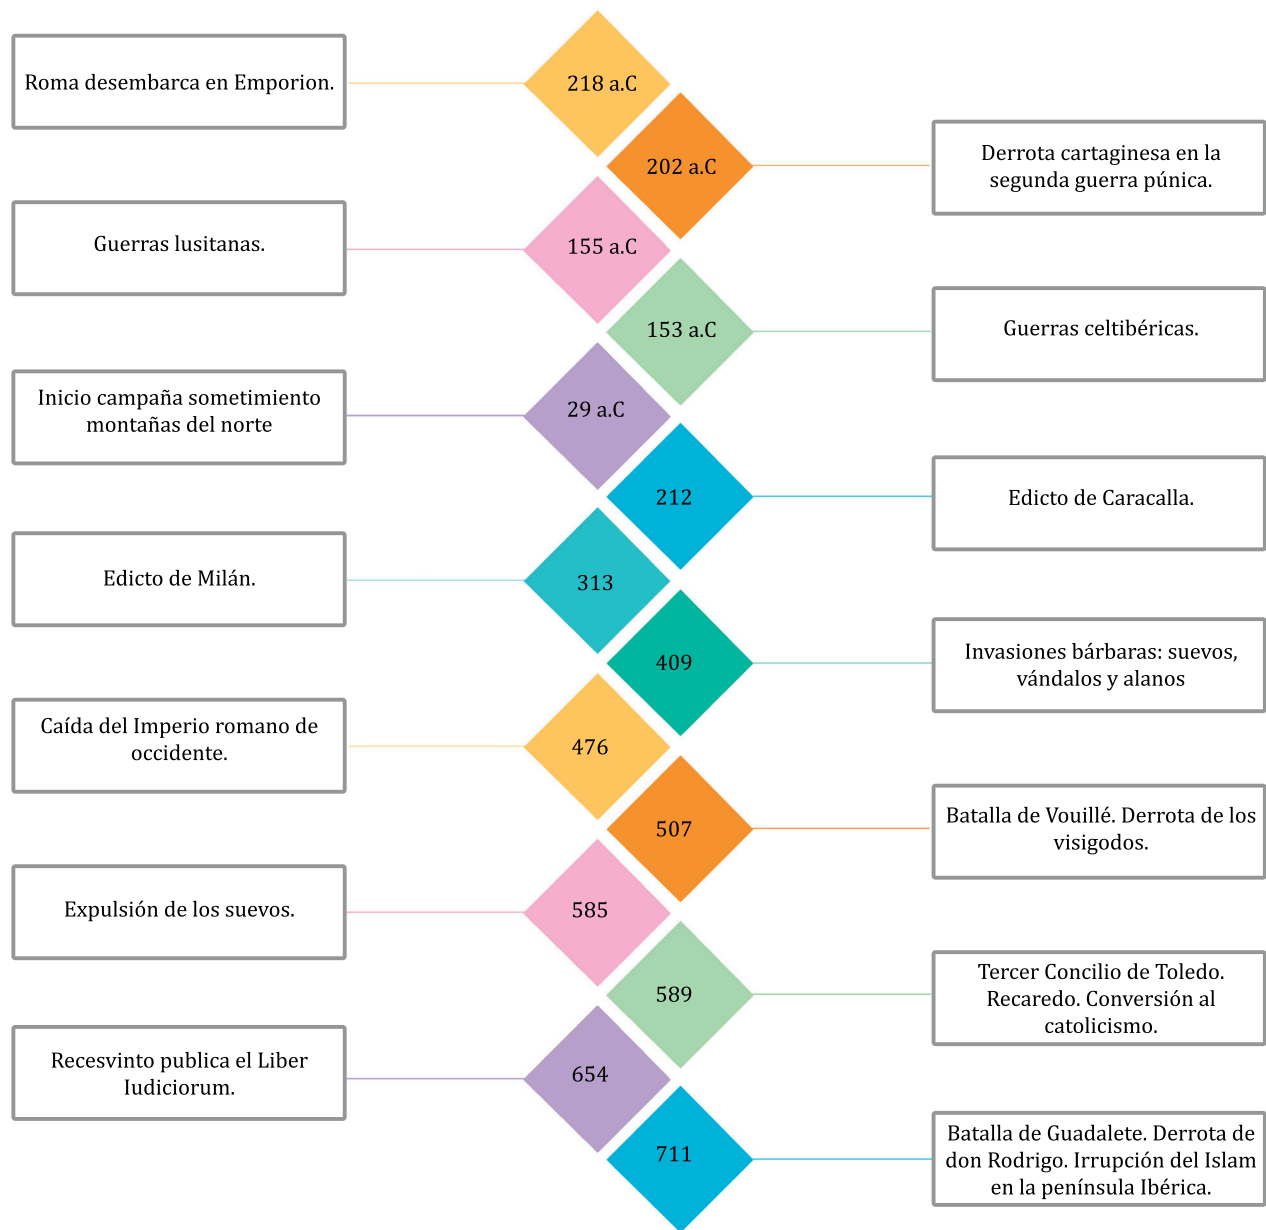 Roma desembarca en Emporion.
218 a.C
202 a.C
Derrota cartaginesa en la
segunda guerra púnica.
Guerras lusitanas.
155 a.C
153 a.C
Guerras celtibéricas.
Inicio campaña sometimiento
montañas del norte
29 a.C
212
Edicto de Caracalla.
Edicto de Milán.
313
409
Invasiones bárbaras: suevos,
vándalos y alanos
Caída del Imperio romano de
occidente.
476
507
Batalla de Vouillé. Derrota de los
visigodos.
Expulsión de los suevos.
585
589
Tercer Concilio de Toledo.
Recaredo. Conversión al
catolicismo.
Recesvinto publica el Liber
Iudiciorum.
654
711
Batalla de Guadalete. Derrota de
don Rodrigo. Irrupción del Islam
en la península Ibérica.